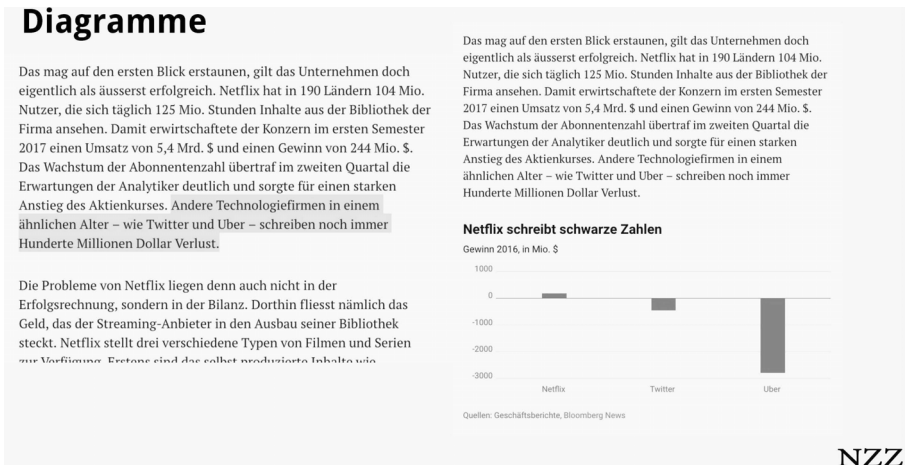 Diagramme
Das mag auf den ersten Blick erstaunen, gilt das Unternehmen doch
eigentlich als äusserst erfolgreich. Netflix hat in 190 Ländern 104 Mio.
Nutzer, die sich täglich 125 Mio. Stunden Inhalte aus der Bibliothek der
Firma ansehen. Damit erwirtschaftete der Konzern im ersten Semester
2017 einen Umsatz von 5,4 Mrd. $ und einen Gewinn von 244 Mio. $.
Das Wachstum der Abonnentenzahl übertraf im zweiten Quartal die
Erwartungen der Analytiker deutlich und sorgte für einen starken
Anstieg des Aktienkurses. Andere Technologiefirmen in einem
ähnlichen Alter – wie Twitter und Uber – schreiben noch immer
Hunderte Millionen Dollar Verlust.
Die Probleme von Netflix liegen denn auch nicht in der
Erfolgsrechnung, sondern in der Bilanz. Dorthin fliesst nämlich das
Geld, das der Streaming-Anbieter in den Ausbau seiner Bibliothek
steckt. Netflix stellt drei verschiedene Typen von Filmen und Serien
zur Verfügung. Erstens sind das selbst produzierte Inhalte wie
Das mag auf den ersten Blick erstaunen, gilt das Unternehmen doch
eigentlich als äusserst erfolgreich. Netflix hat in 190 Ländern 104 Mio.
Nutzer, die sich täglich 125 Mio. Stunden Inhalte aus der Bibliothek der
Firma ansehen. Damit erwirtschaftete der Konzern im ersten Semester
2017 einen Umsatz von 5,4 Mrd. $ und einen Gewinn von 244 Mio. $.
Das Wachstum der Abonnentenzahl übertraf im zweiten Quartal die
Erwartungen der Analytiker deutlich und sorgte für einen starken
Anstieg des Aktienkurses. Andere Technologiefirmen in einem
ähnlichen Alter – wie Twitter und Uber – schreiben noch immer
Hunderte Millionen Dollar Verlust.
Netflix schreibt schwarze Zahlen
Gewinn 2016, in Mio. $
1000
0
-1000
-2000
-3000
Netflix Twitter Uber
Quellen: Geschäftsberichte, Bloomberg News
NZZ